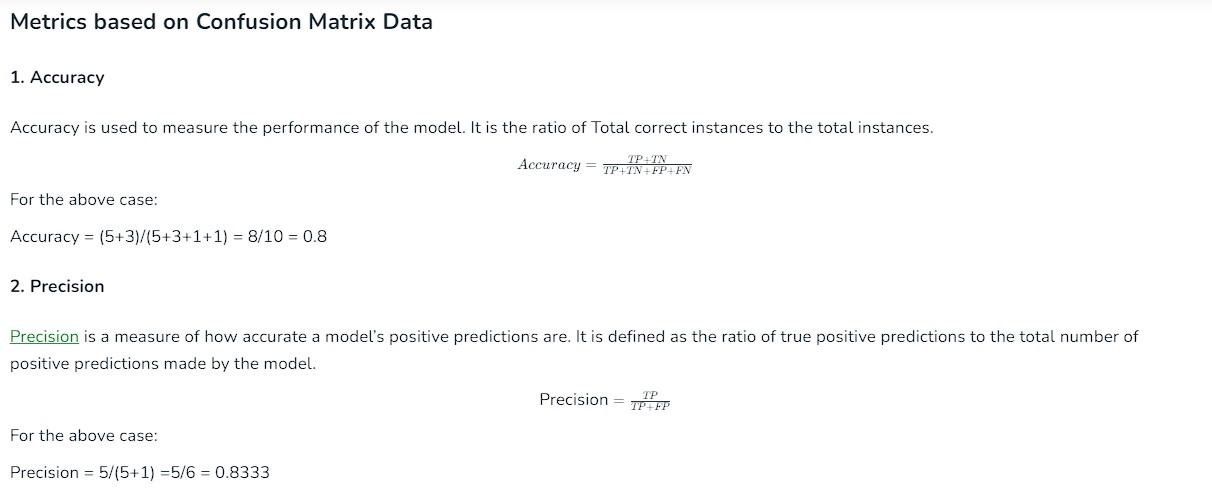 Metrics based on Confusion Matrix Data
1. Accuracy
Accuracy is used to measure the performance of the model. It is the ratio of Total correct instances to the total instances.
Accuracy = TP+TN / TP+TN+FP+FN
For the above case:
Accuracy = (5+3)/(5+3+1+1) = 8/10 = 0.8
2. Precision
Precision is a measure of how accurate a model's positive predictions are. It is defined as the ratio of true positive predictions to the total number of
positive predictions made by the model.
Precision = TP / TP+FP
For the above case:
Precision = 5/(5+1) =5/6 = 0.8333